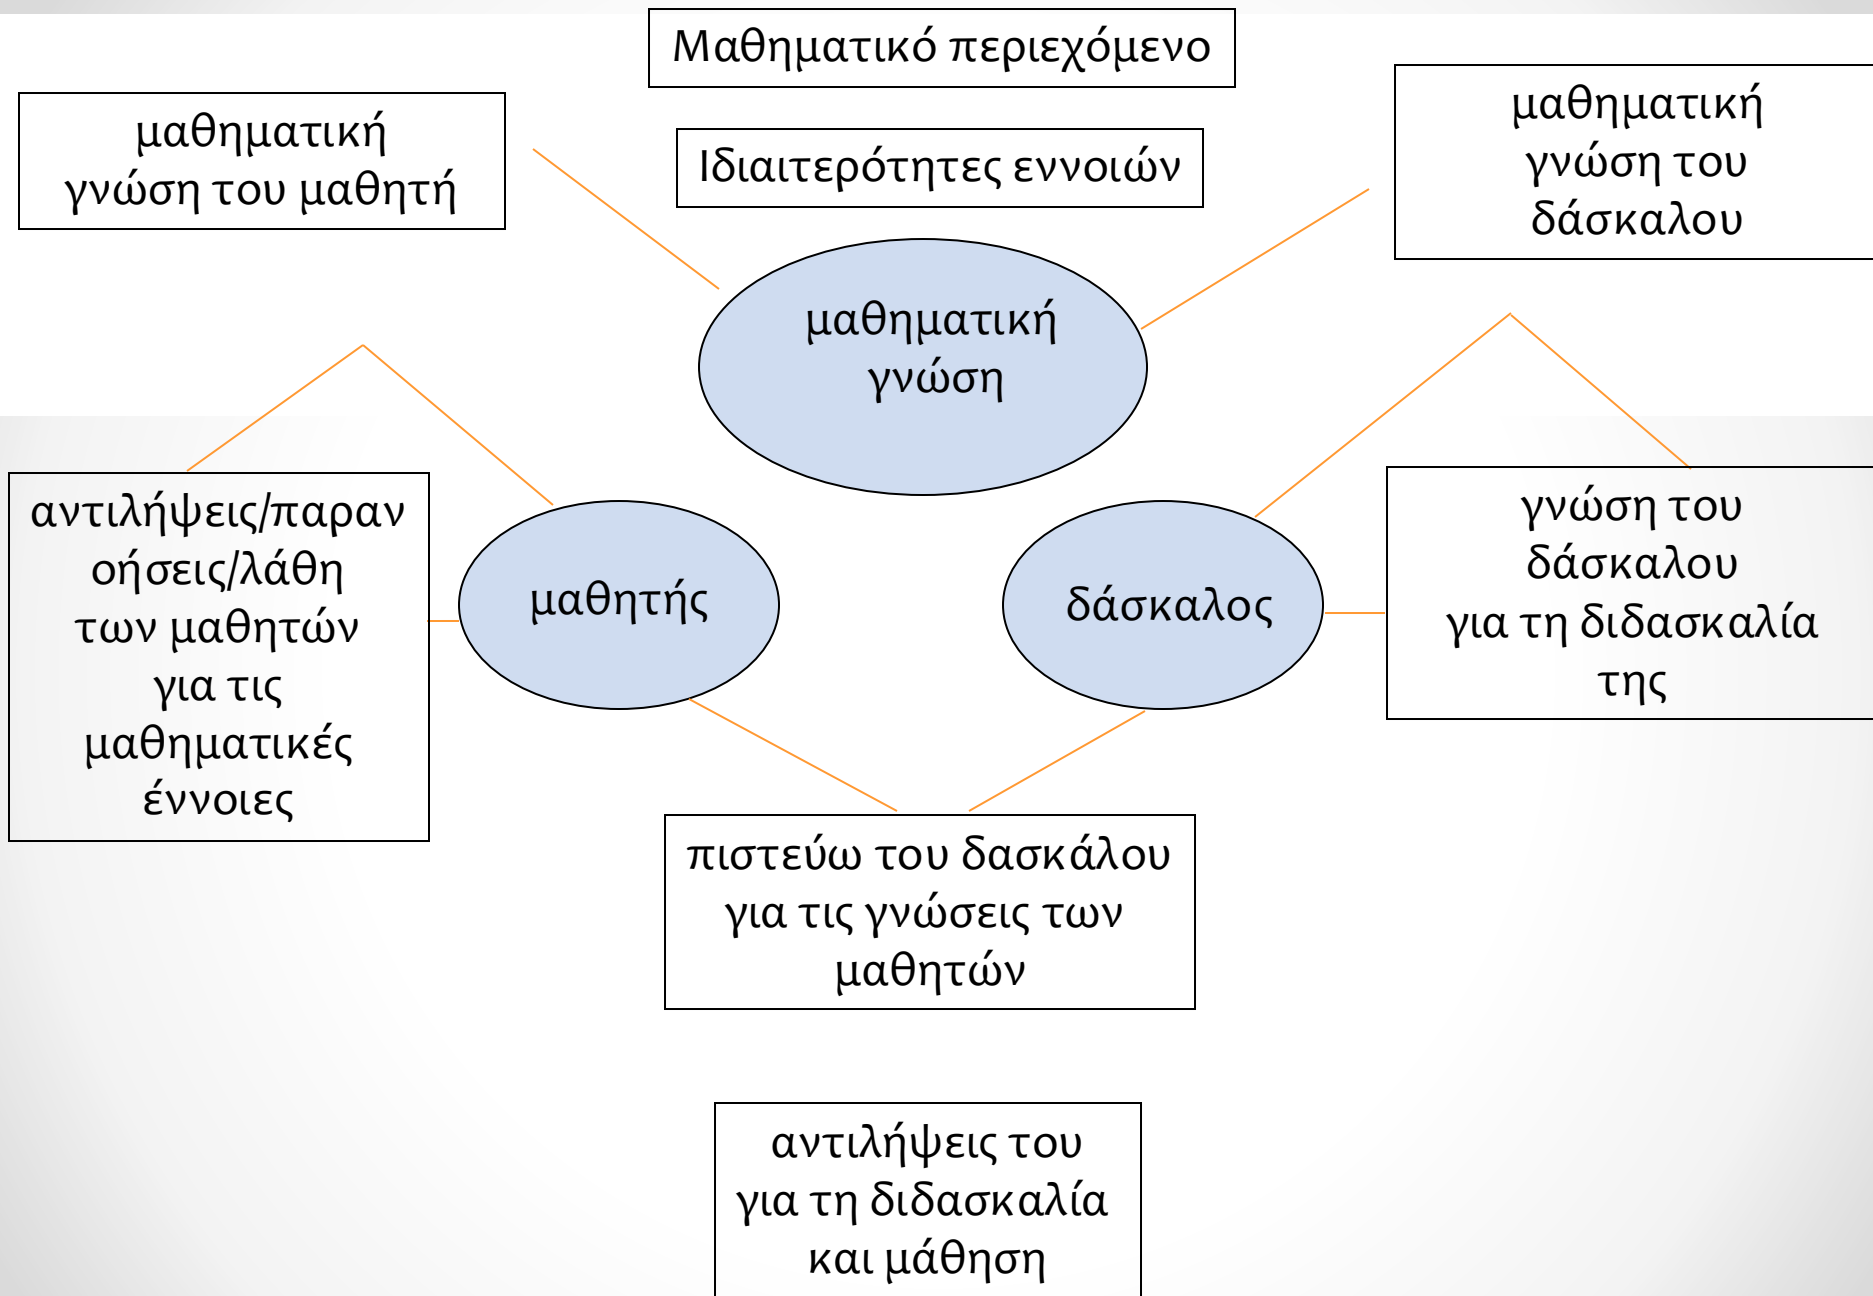 Μαθηματικό περιεχόμενο
μαθηματική
γνώση του μαθητή
Ιδιαιτερότητες εννοιών
μαθηματική
γνώση του
δάσκαλου
μαθηματική
γνώση
αντιλήψεις/παραν
οήσεις/λάθη
των μαθητών
για τις
μαθηματικές
έννοιες
μαθητής
δάσκαλος
γνώση του
δάσκαλου
για τη διδασκαλία
της
πιστεύω του δασκάλου
για τις γνώσεις των
μαθητών
αντιλήψεις του
για τη διδασκαλία
και μάθηση